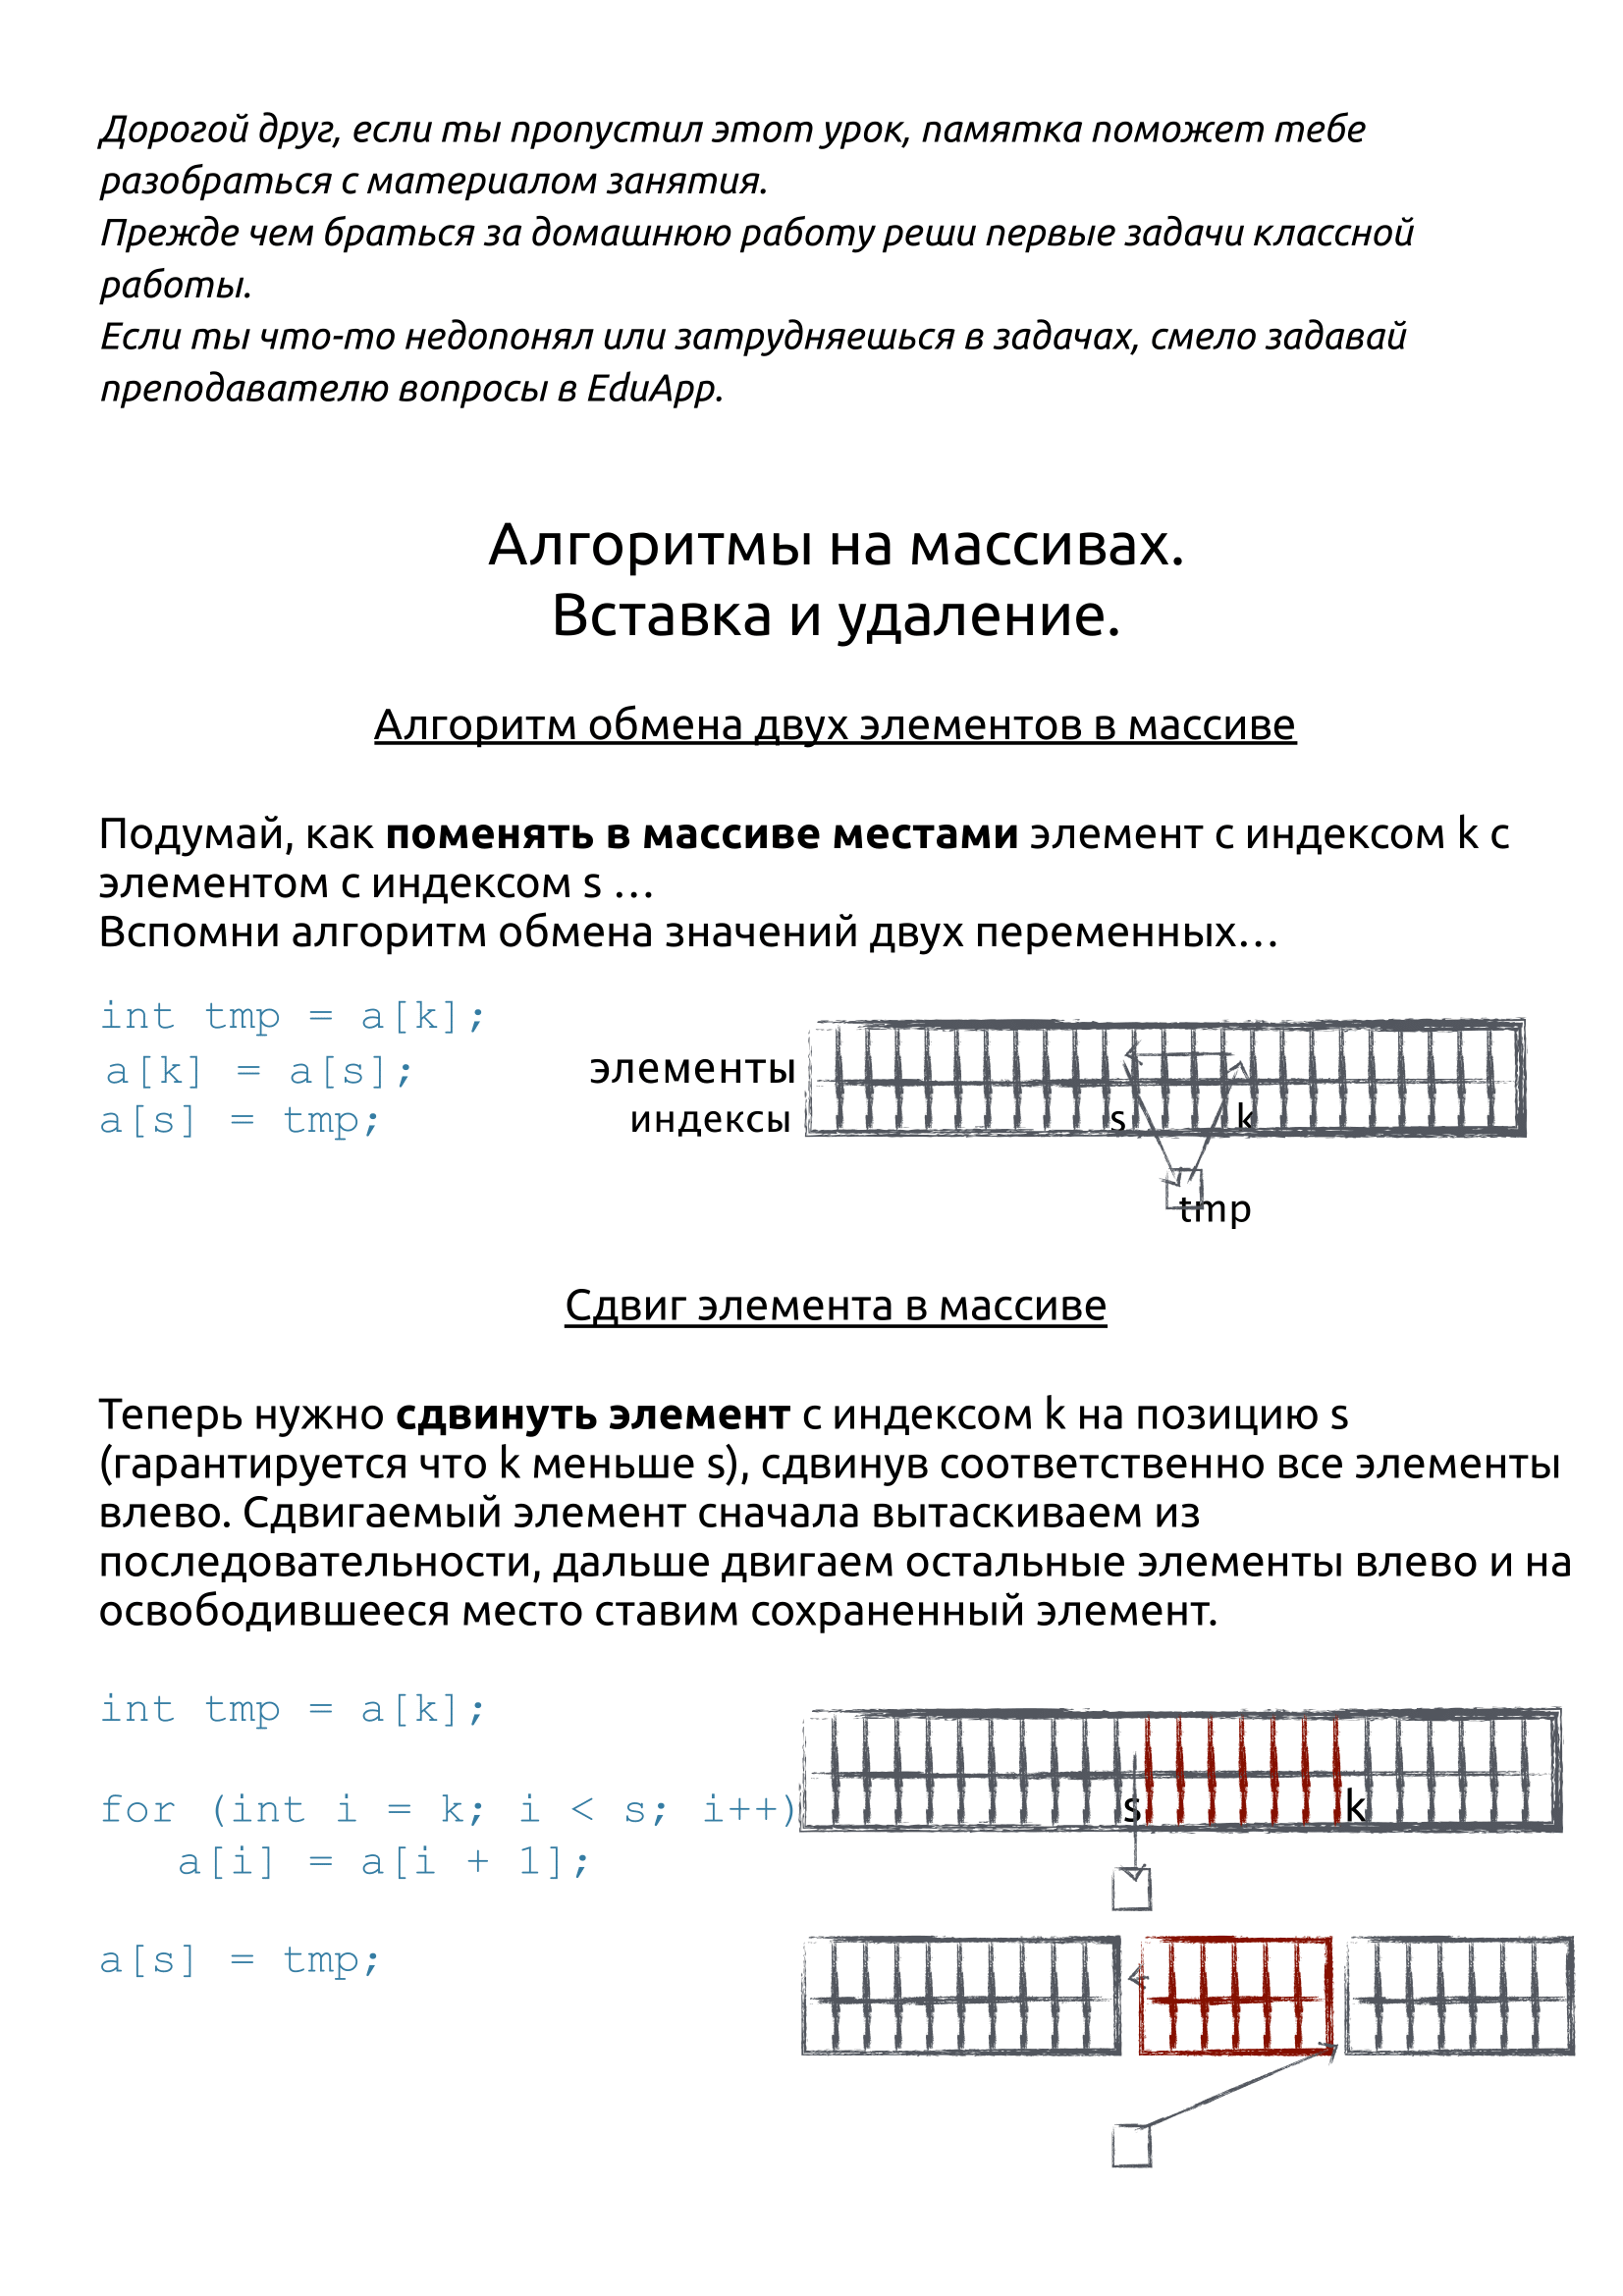 Дорогой друг, если ты пропустил этот урок, памятка поможет тебе
разобраться с материалом занятия.
Прежде чем браться за домашнюю работу реши первые задачи классной
работы.
Если ты что-то недопонял или затрудняешься в задачах, смело задавай
преподавателю вопросы в EduApp.
Алгоритмы на массивах.
Вставка и удаление.
Алгоритм обмена двух элементов в массиве
Подумай, как поменять в массиве местами элемент с индексом k с
элементом с индексом s …
Вспомни алгоритм обмена значений двух переменных…
int tmp = a[k];
a[k] = a[s];
a[s] = tmp;
элементы
индексы
s k
tmp
Сдвиг элемента в массиве
Теперь нужно сдвинуть элемент с индексом k на позицию s
(гарантируется что k меньше s), сдвинув соответственно все элементы
влево. Сдвигаемый элемент сначала вытаскиваем из
последовательности, дальше двигаем остальные элементы влево и на
освободившееся место ставим сохраненный элемент.
int tmp = a[k];
for (int i = k; i < s; i++)
a[i] = a[i + 1];
a[s] = tmp;
s k